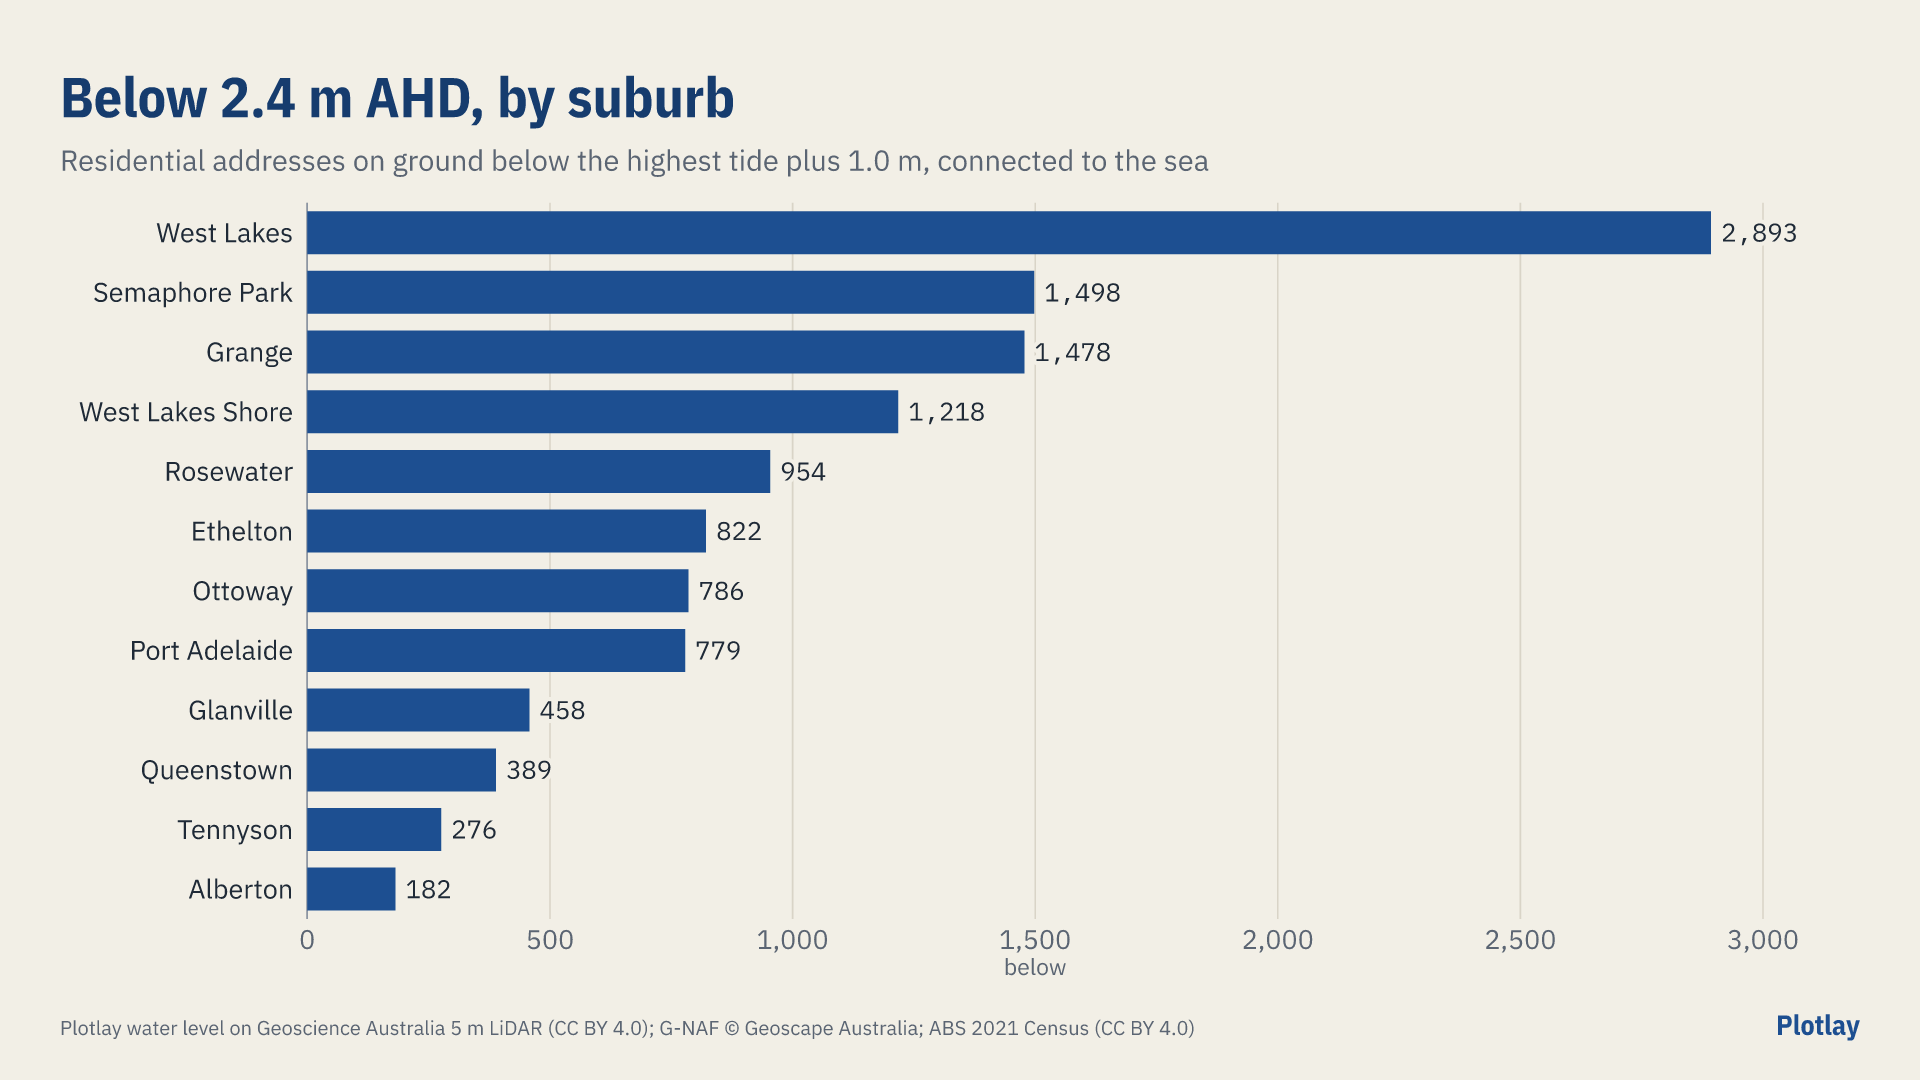 Below 2.4 m AHD, by suburb
Residential addresses on ground below the highest tide plus 1.0 m, connected to the sea
West Lakes 2,893
Semaphore Park 1,498
Grange 1,478
West Lakes Shore 1,218
Rosewater 954
Ethelton 822
Ottoway 786
Port Adelaide 779
Glanville 458
Queenstown 389
Tennyson 276
Alberton 182
0 500 1,000 1,500 2,000 2,500 3,000
below
Plotlay water level on Geoscience Australia 5 m LiDAR (CC BY 4.0); G-NAF © Geoscape Australia; ABS 2021 Census (CC BY 4.0)
Plotlay